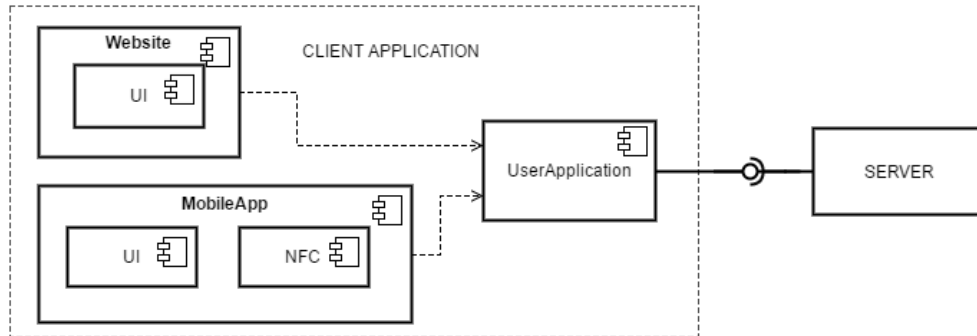 Website
CLIENT APPLICATION
UI
UserApplication
SERVER
MobileApp
UI
NFC